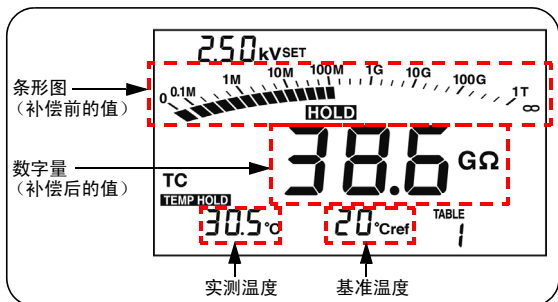 2.50 kV SET
0 0.1M 1M 10M 100M 1G 10G 100G 1T ∞
条形图
（补偿前的值）
HOLD
数字量
（补偿后的值）
38.6 GΩ
TC
TEMP HOLD
30.5 °C 20 °Cref TABLE 1
实测温度 基准温度